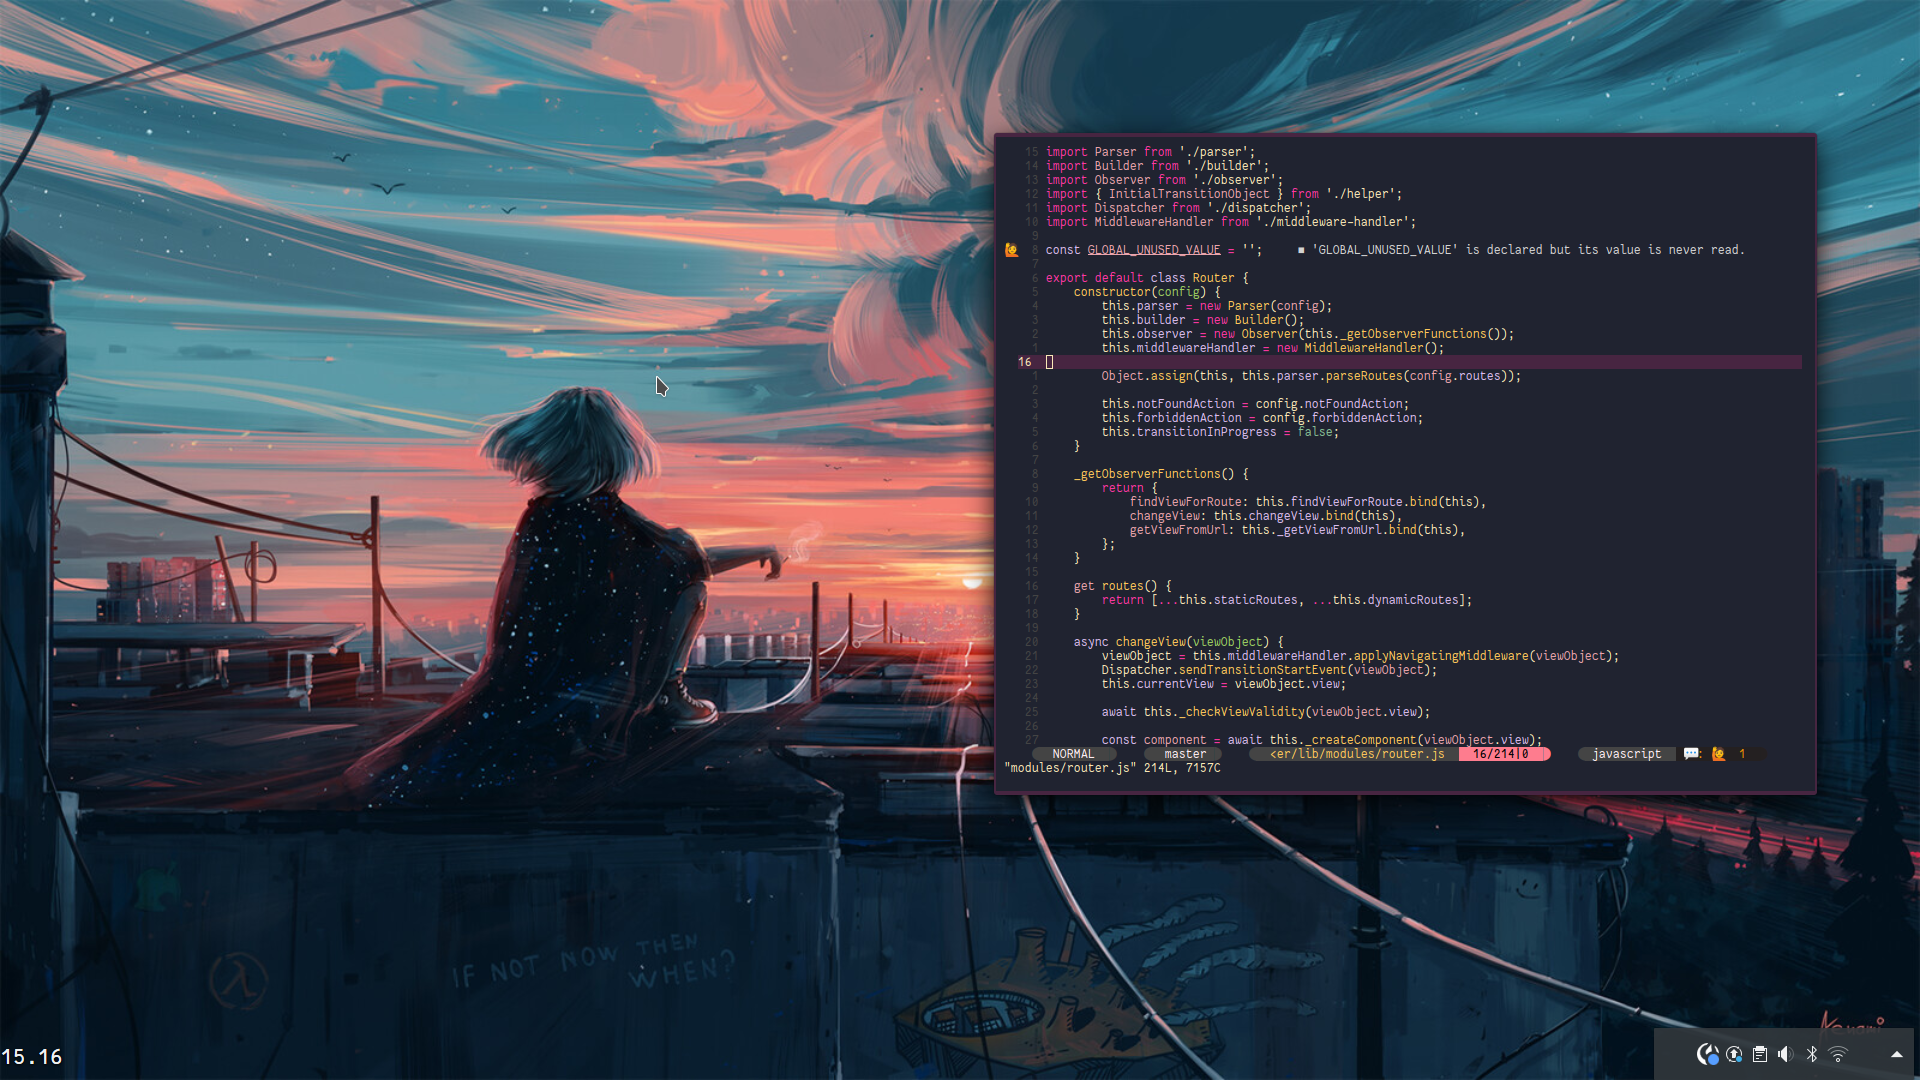 15 import Parser from './parser';
14 import Builder from './builder';
13 import Observer from './observer';
12 import { InitialTransitionObject } from './helper';
11 import Dispatcher from './dispatcher';
10 import MiddlewareHandler from './middleware-handler';
9
8 const GLOBAL_UNUSED_VALUE = ''; ■ 'GLOBAL_UNUSED_VALUE' is declared but its value is never read.
7
6 export default class Router {
5 constructor(config) {
4 this.parser = new Parser(config);
3 this.builder = new Builder();
2 this.observer = new Observer(this._getObserverFunctions());
1 this.middlewareHandler = new MiddlewareHandler();
16
1 Object.assign(this, this.parser.parseRoutes(config.routes));
2
3 this.notFoundAction = config.notFoundAction;
4 this.forbiddenAction = config.forbiddenAction;
5 this.transitionInProgress = false;
6 }
7
8 _getObserverFunctions() {
9 return {
10 findViewForRoute: this.findViewForRoute.bind(this),
11 changeView: this.changeView.bind(this),
12 getViewFromUrl: this._getViewFromUrl.bind(this),
13 };
14 }
15
16 get routes() {
17 return [...this.staticRoutes, ...this.dynamicRoutes];
18 }
19
20 async changeView(viewObject) {
21 viewObject = this.middlewareHandler.applyNavigatingMiddleware(viewObject);
22 Dispatcher.sendTransitionStartEvent(viewObject);
23 this.currentView = viewObject.view;
24
25 await this._checkViewValidity(viewObject.view);
26
27 const component = await this._createComponent(viewObject.view);
NORMAL master <er/lib/modules/router.js 16/214|0 javascript 💬: 🙋 1
"modules/router.js" 214L, 7157C
IF NOT NOW THEN
WHEN?
λ
15.16